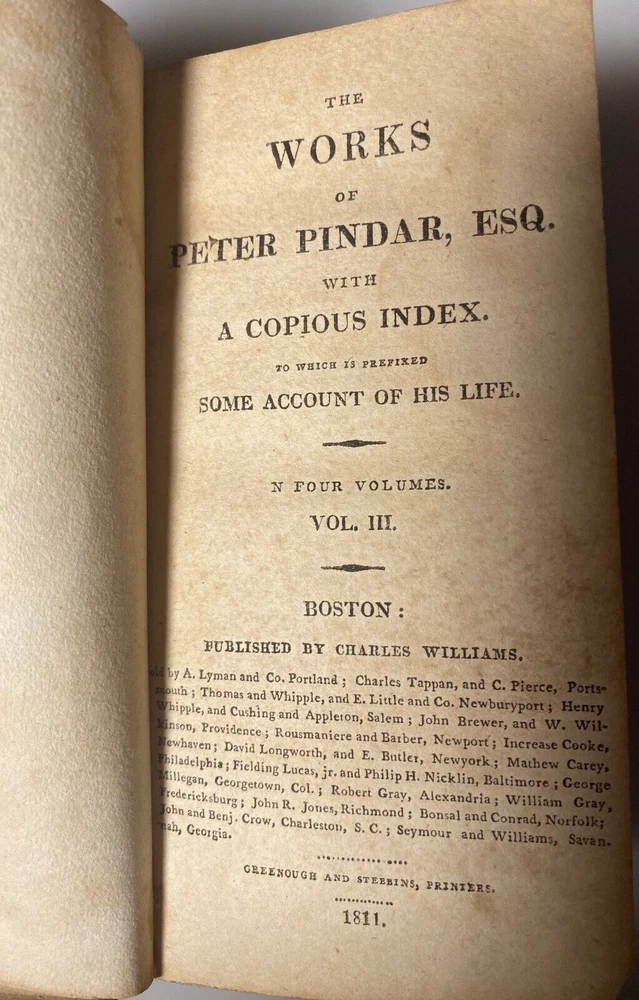 THE
WORKS
OF
PETER PINDAR, ESQ.
WITH
A COPIOUS INDEX.
TO WHICH IS PREFIXED
SOME ACCOUNT OF HIS LIFE.
N FOUR VOLUMES.
VOL. III.
BOSTON:
PUBLISHED BY CHARLES WILLIAMS.
ld by A. Lyman and Co. Portland; Charles Tappan, and C. Pierce, Ports-
mouth; Thomas and Whipple, and E. Little and Co. Newburyport; Henry
Whipple, and Cushing and Appleton, Salem; John Brewer, and W. Wil-
kinson, Providence; Rousmaniere and Barber, Newport; Increase Cooke,
Newhaven; David Longworth, and E. Butler, Newyork; Mathew Carey,
Philadelphia; Fielding Lucas, jr. and Philip H. Nicklin, Baltimore; George
Millegan, Georgetown, Col.; Robert Gray, Alexandria; William Gray,
Fredericksburg; John R. Jones, Richmond; Bonsal and Conrad, Norfolk;
John and Benj. Crow, Charleston, S. C.; Seymour and Williams, Savan-
nah, Georgia.
GREENOUGH AND STEBBINS, PRINTERS.
1811.